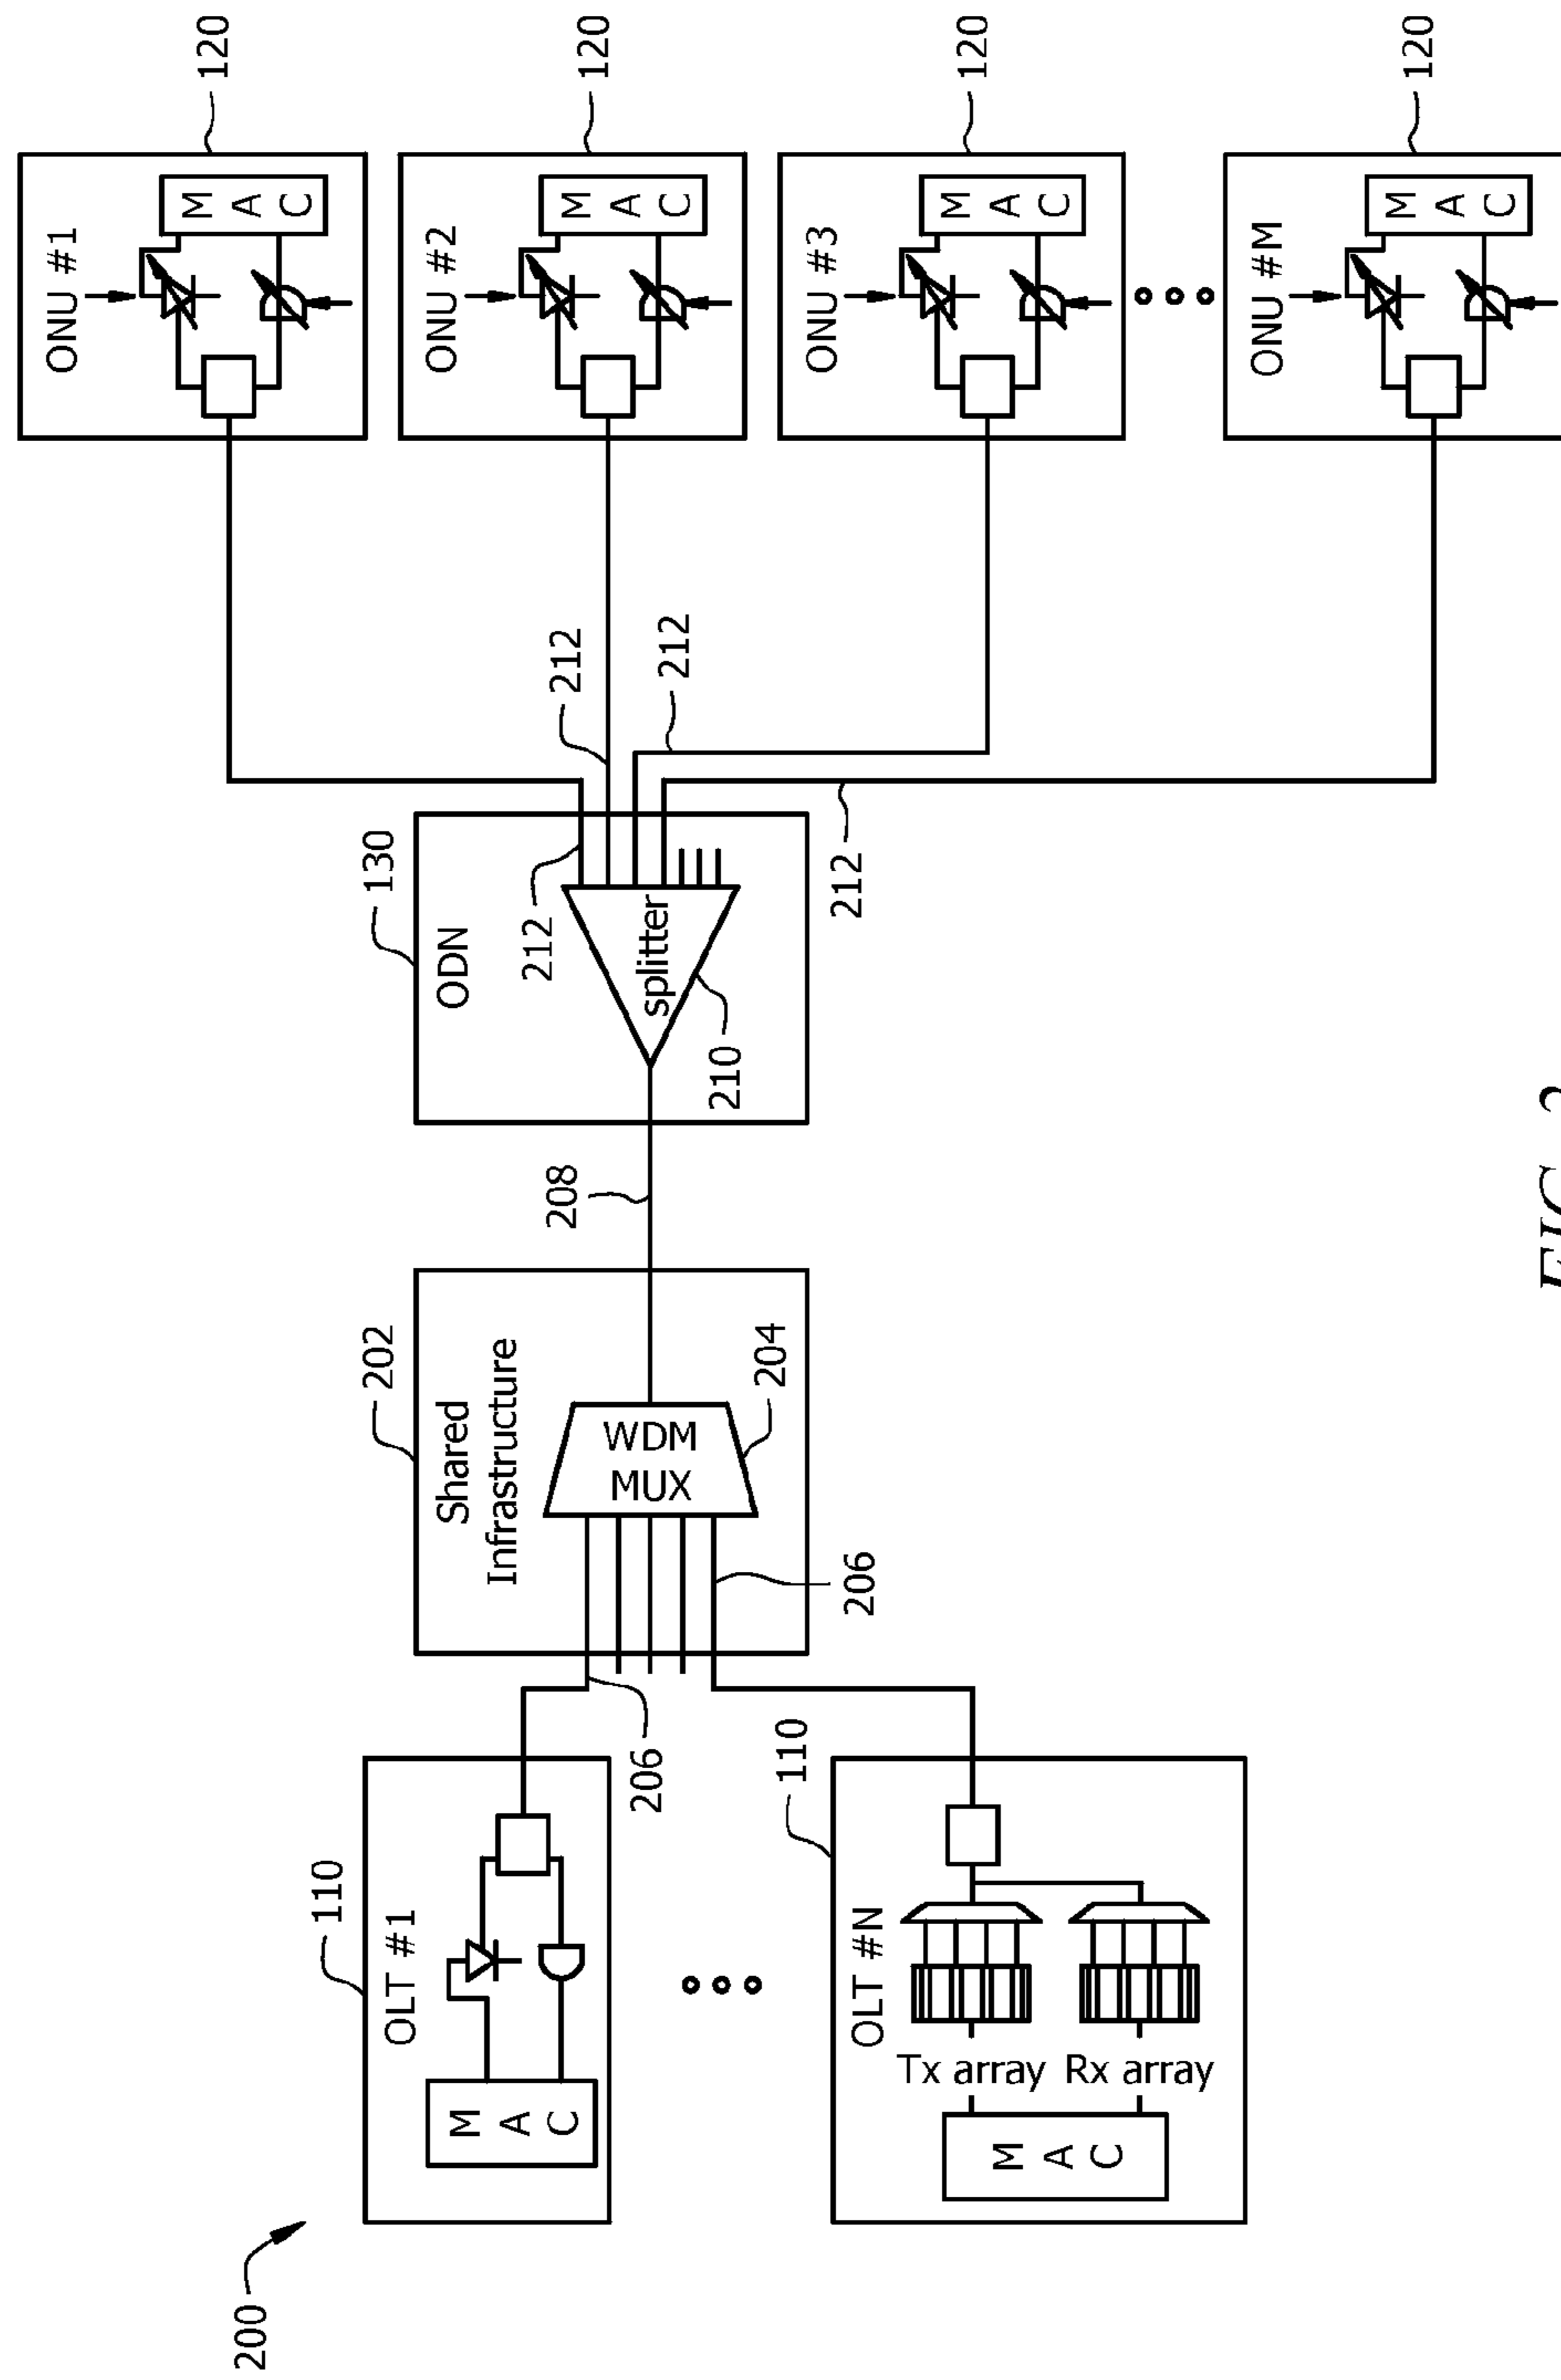 200
110
OLT #1
M
A
C
206
110
OLT #N
Tx array
Rx array
M
A
C
202
Shared
Infrastructure
WDM
MUX
204
206
208
130
ODN
splitter
210
212
212
212
212
ONU #1
M
A
C
120
ONU #2
M
A
C
120
ONU #3
M
A
C
120
ONU #M
M
A
C
120